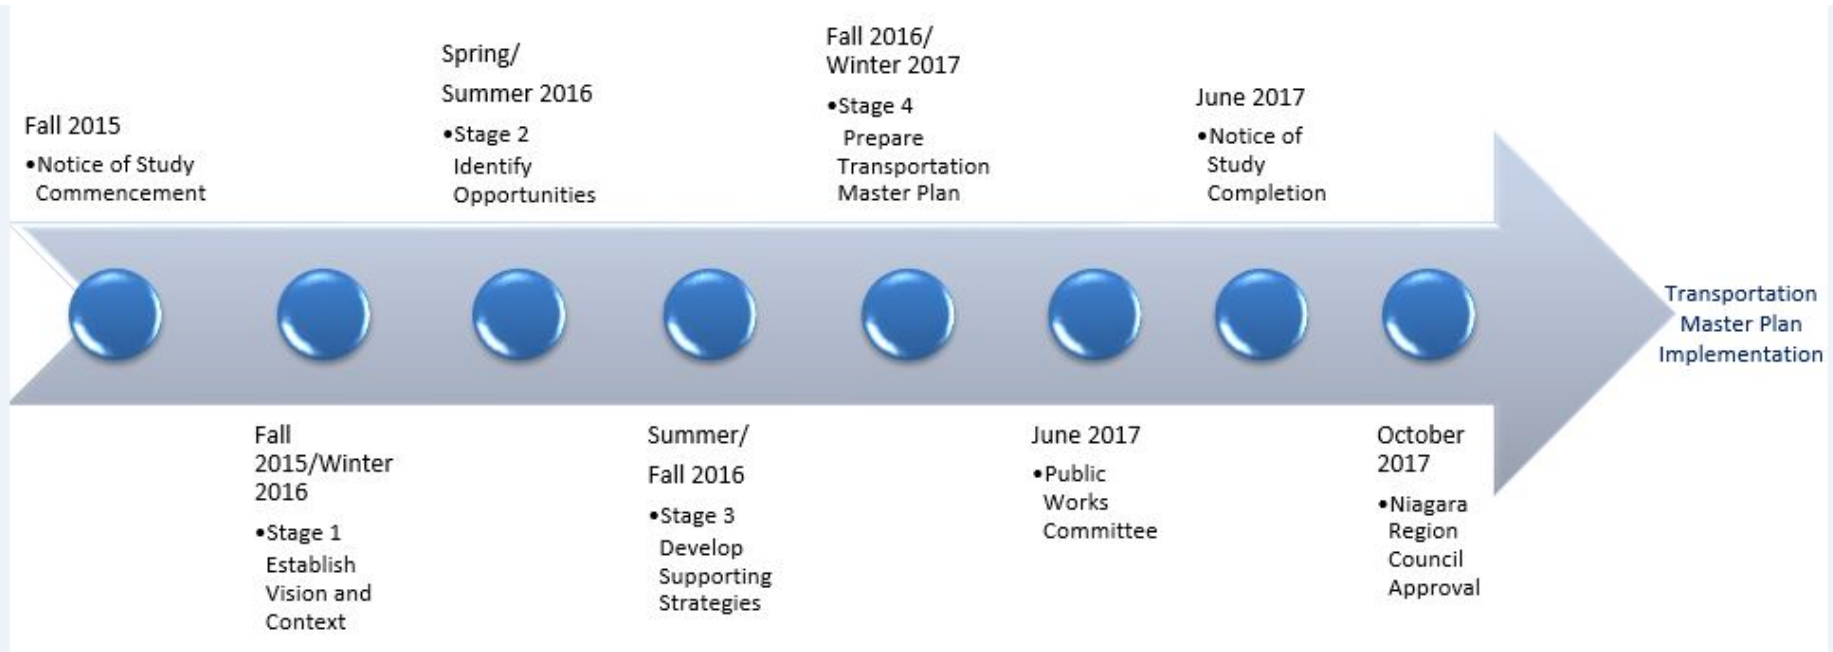 Fall 2015
•Notice of Study
Commencement
Fall
2015/Winter
2016
•Stage 1
Establish
Vision and
Context
Spring/
Summer 2016
•Stage 2
Identify
Opportunities
Summer/
Fall 2016
•Stage 3
Develop
Supporting
Strategies
Fall 2016/
Winter 2017
•Stage 4
Prepare
Transportation
Master Plan
June 2017
•Public
Works
Committee
June 2017
•Notice of
Study
Completion
October
2017
•Niagara
Region
Council
Approval
Transportation
Master Plan
Implementation